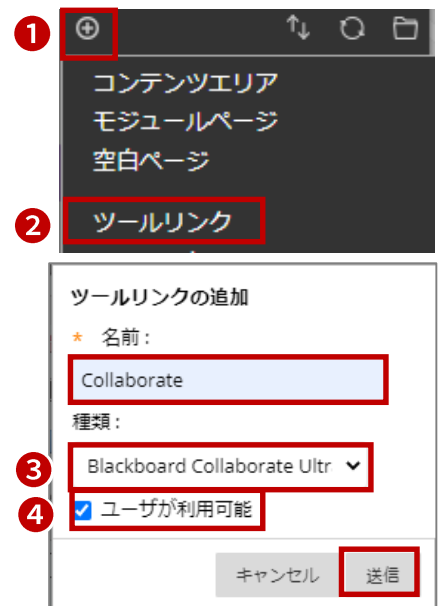 1
コンテンツエリア
モジュールページ
空白ページ
2 ツールリンク
ツールリンクの追加
* 名前:
Collaborate
種類:
3 Blackboard Collaborate Ultr
4 ユーザが利用可能
キャンセル 送信